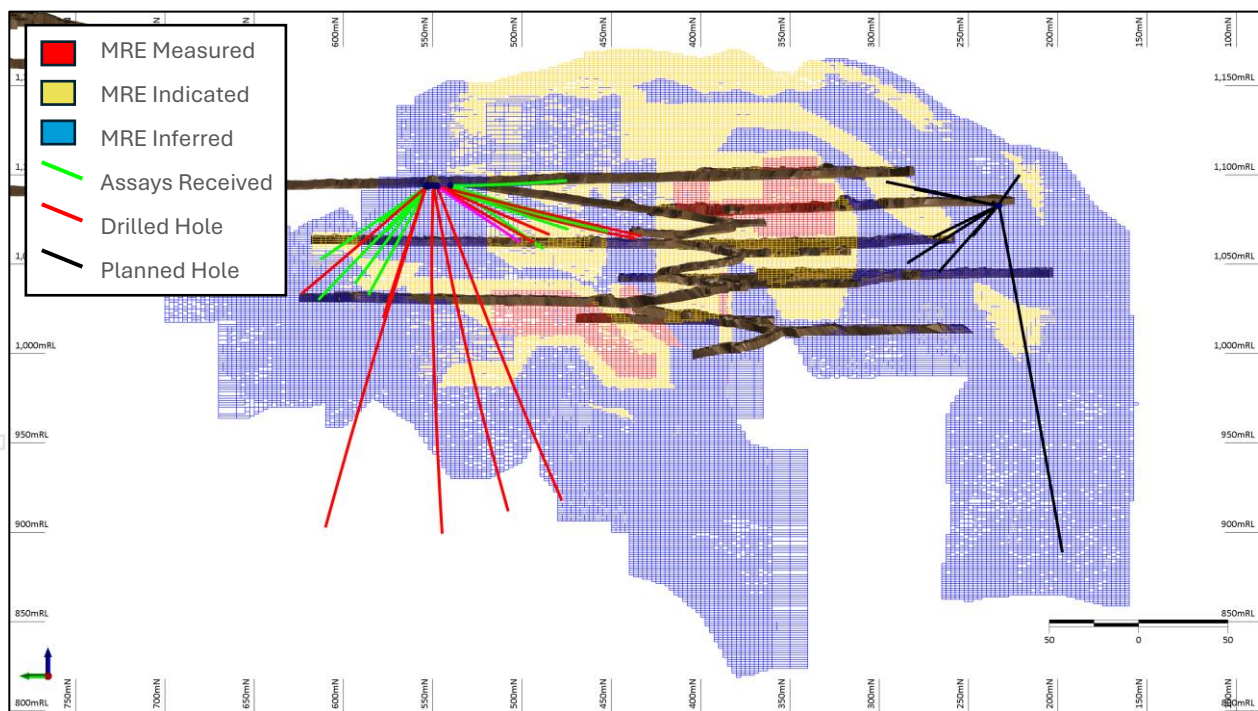 600mN 550mN 500mN 450mN 400mN 350mN 300mN 250mN 200mN 150mN 100mN
MRE Measured
MRE Indicated
MRE Inferred
Assays Received
Drilled Hole
Planned Hole
1,150mRL
1,100mRL
1,050mRL
1,000mRL 1,000mRL
950mRL 950mRL
900mRL 900mRL
850mRL 850mRL
50 0 50
800mRL 800mRL
750mN 700mN 650mN 600mN 550mN 500mN 450mN 400mN 350mN 300mN 250mN 200mN 150mN 100mN